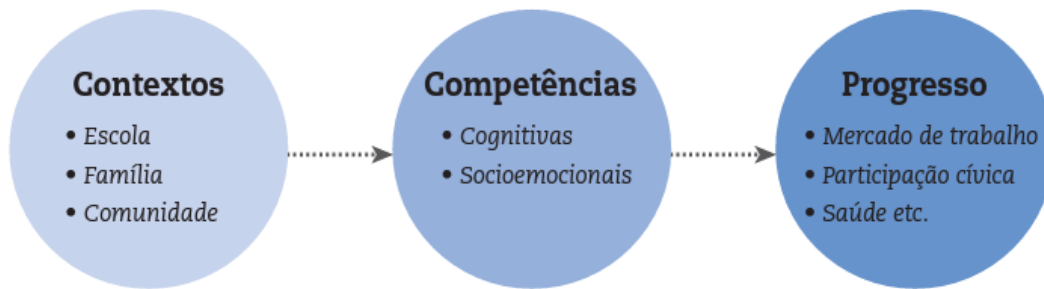 Contextos
• Escola
• Família
• Comunidade
Competências
• Cognitivas
• Socioemocionais
Progresso
• Mercado de trabalho
• Participação cívica
• Saúde etc.